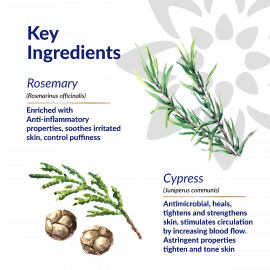 Key
Ingredients
Rosemary
(Rosmarinus officinalis)
Enriched with
Anti-inflammatory
properties, soothes irritated
skin, control puffiness
Cypress
(Juniperus communis)
Antimicrobial, heals,
tightens and strengthens
skin, stimulates circulation
by increasing blood flow.
Astringent properties
tighten and tone skin